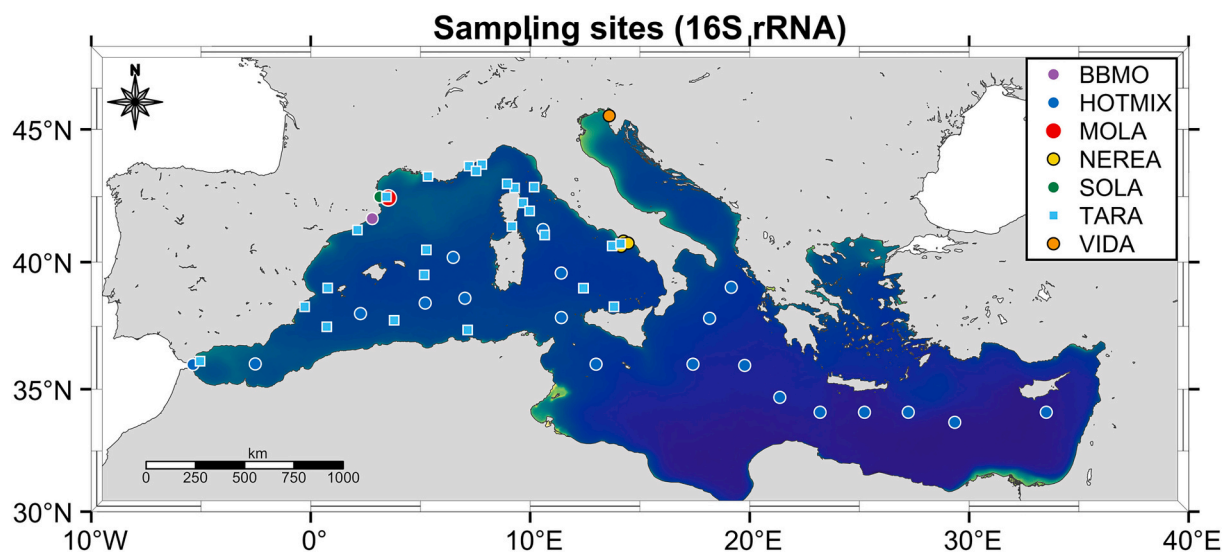 Sampling sites (16S rRNA)
N
BBMO
HOTMIX
MOLA
NEREA
SOLA
TARA
VIDA
45°N
40°N
35°N
30°N
km
0 250 500 750 1000
10°W 0 10°E 20°E 30°E 40°E